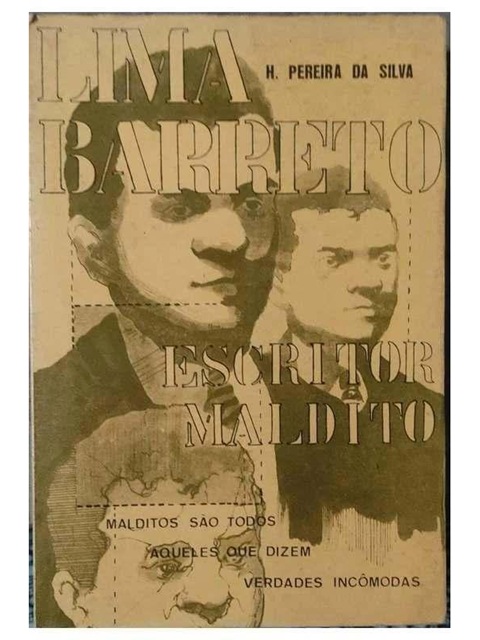 LIMA
H. PEREIRA DA SILVA
BARRETO
ESCRITOR
MALDITO
MALDITOS SÃO TODOS
AQUELES QUE DIZEM
VERDADES INCÔMODAS